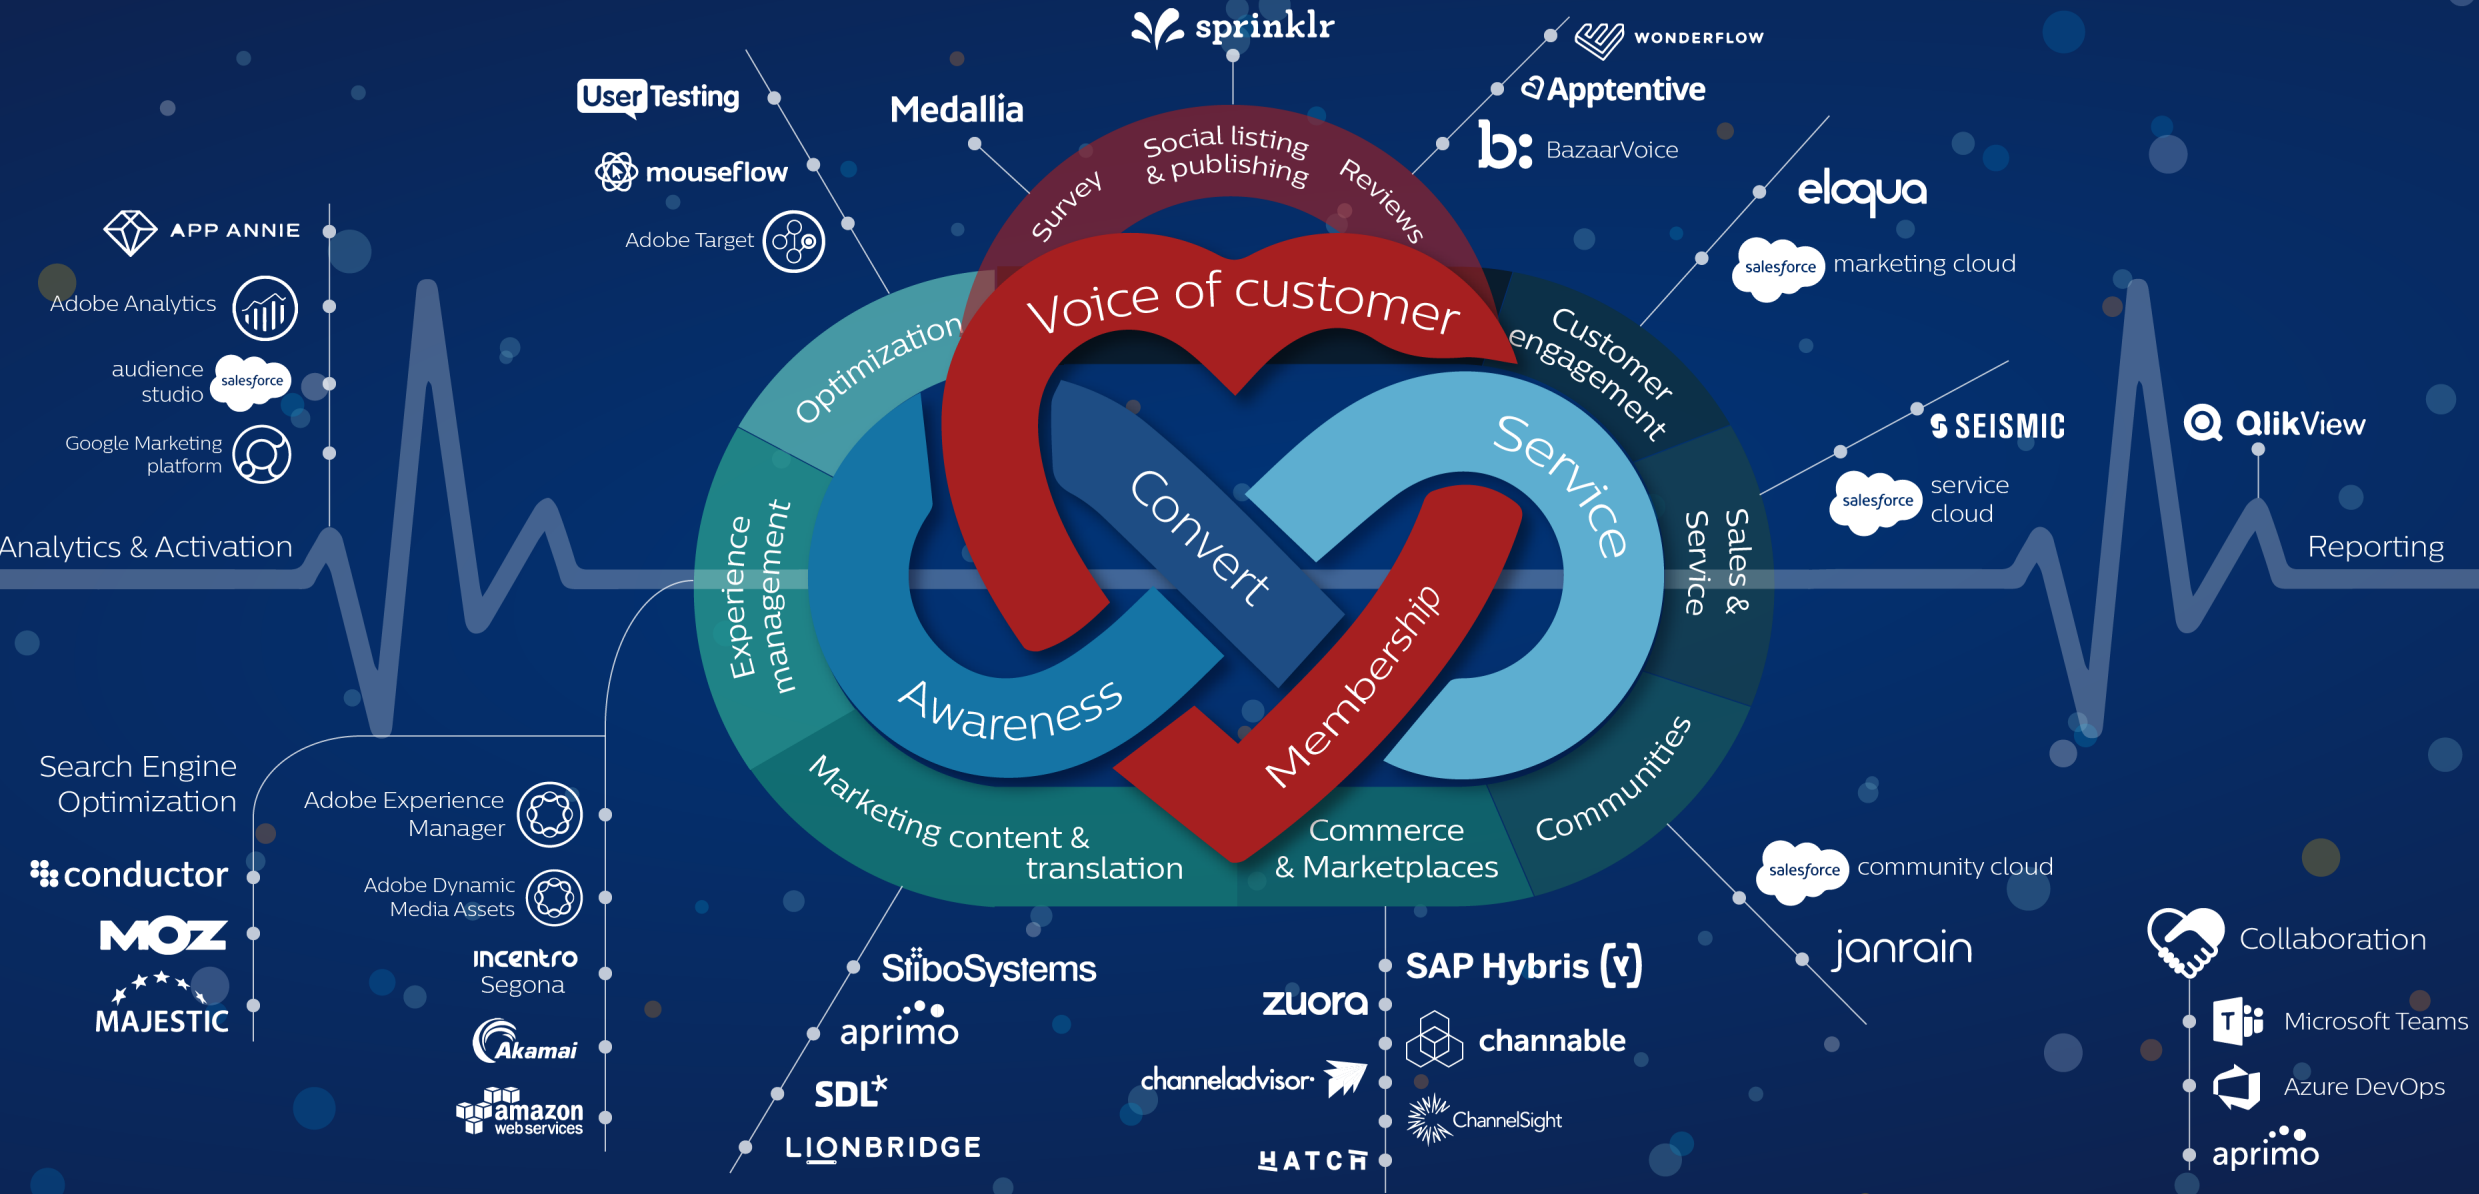 sprinklr
WONDERFLOW
Apptentive
b: BazaarVoice
User Testing
mouseflow
Adobe Target
Medallia
Survey
Social listing
& publishing
Reviews
eloqua
salesforce marketing cloud
APP ANNIE
Adobe Analytics
audience
studio
salesforce
Google Marketing
platform
Analytics & Activation
Optimization
Voice of customer
Customer
engagement
SEISMIC
salesforce
service
cloud
QlikView
Reporting
Experience
management
Convert
Service
Sales &
Service
Awareness
Membership
Marketing content &
translation
Commerce
& Marketplaces
Communities
Search Engine
Optimization
conductor
MOZ
MAJESTIC
Adobe Experience
Manager
Adobe Dynamic
Media Assets
incentro
Segona
Akamai
amazon
web services
StiboSystems
aprimo
SDL*
LIONBRIDGE
SAP Hybris (Y)
zuora
channable
channeladvisor
ChannelSight
HATCH
salesforce community cloud
janrain
Collaboration
T
Microsoft Teams
Azure DevOps
aprimo